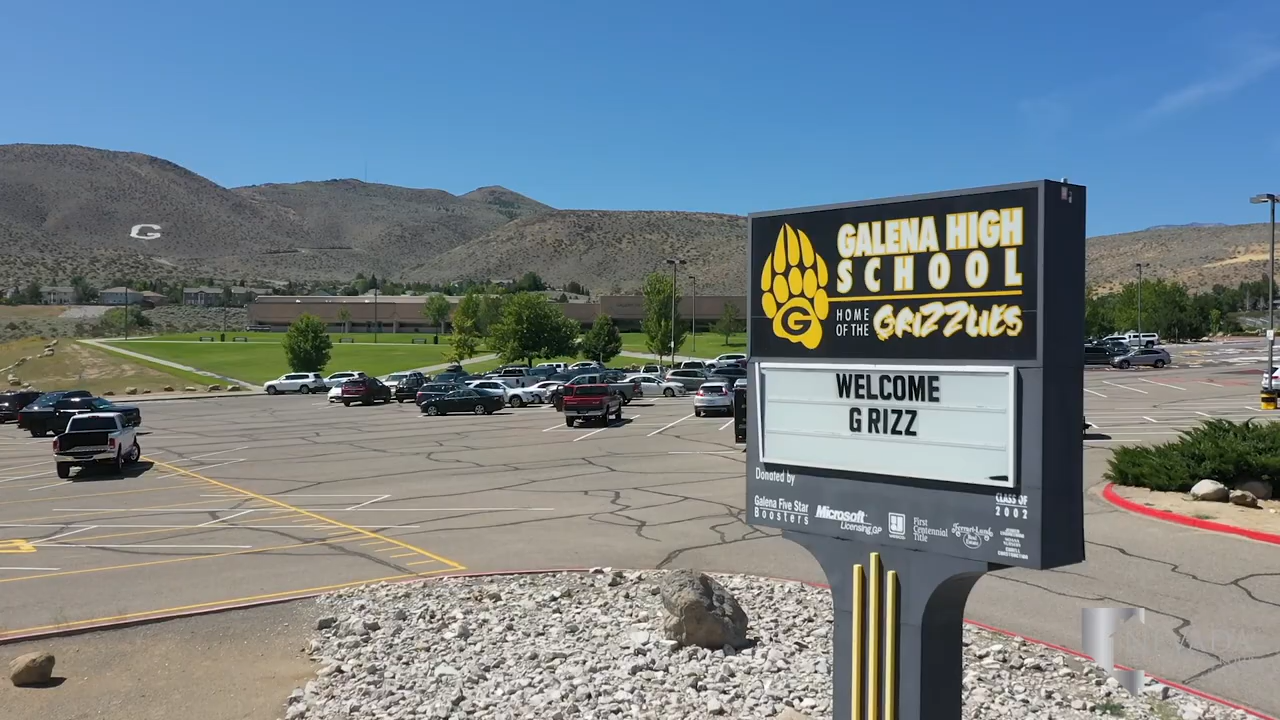 G
GALENA HIGH
SCHOOL
HOME
OF THE
GRIZZLIES
G
WELCOME
G RIZZ
Donated by
Galena Five Star
Boosters
Microsoft
Licensing, GP
First
Centennial
Title
CLASS OF
2002
NEVADA